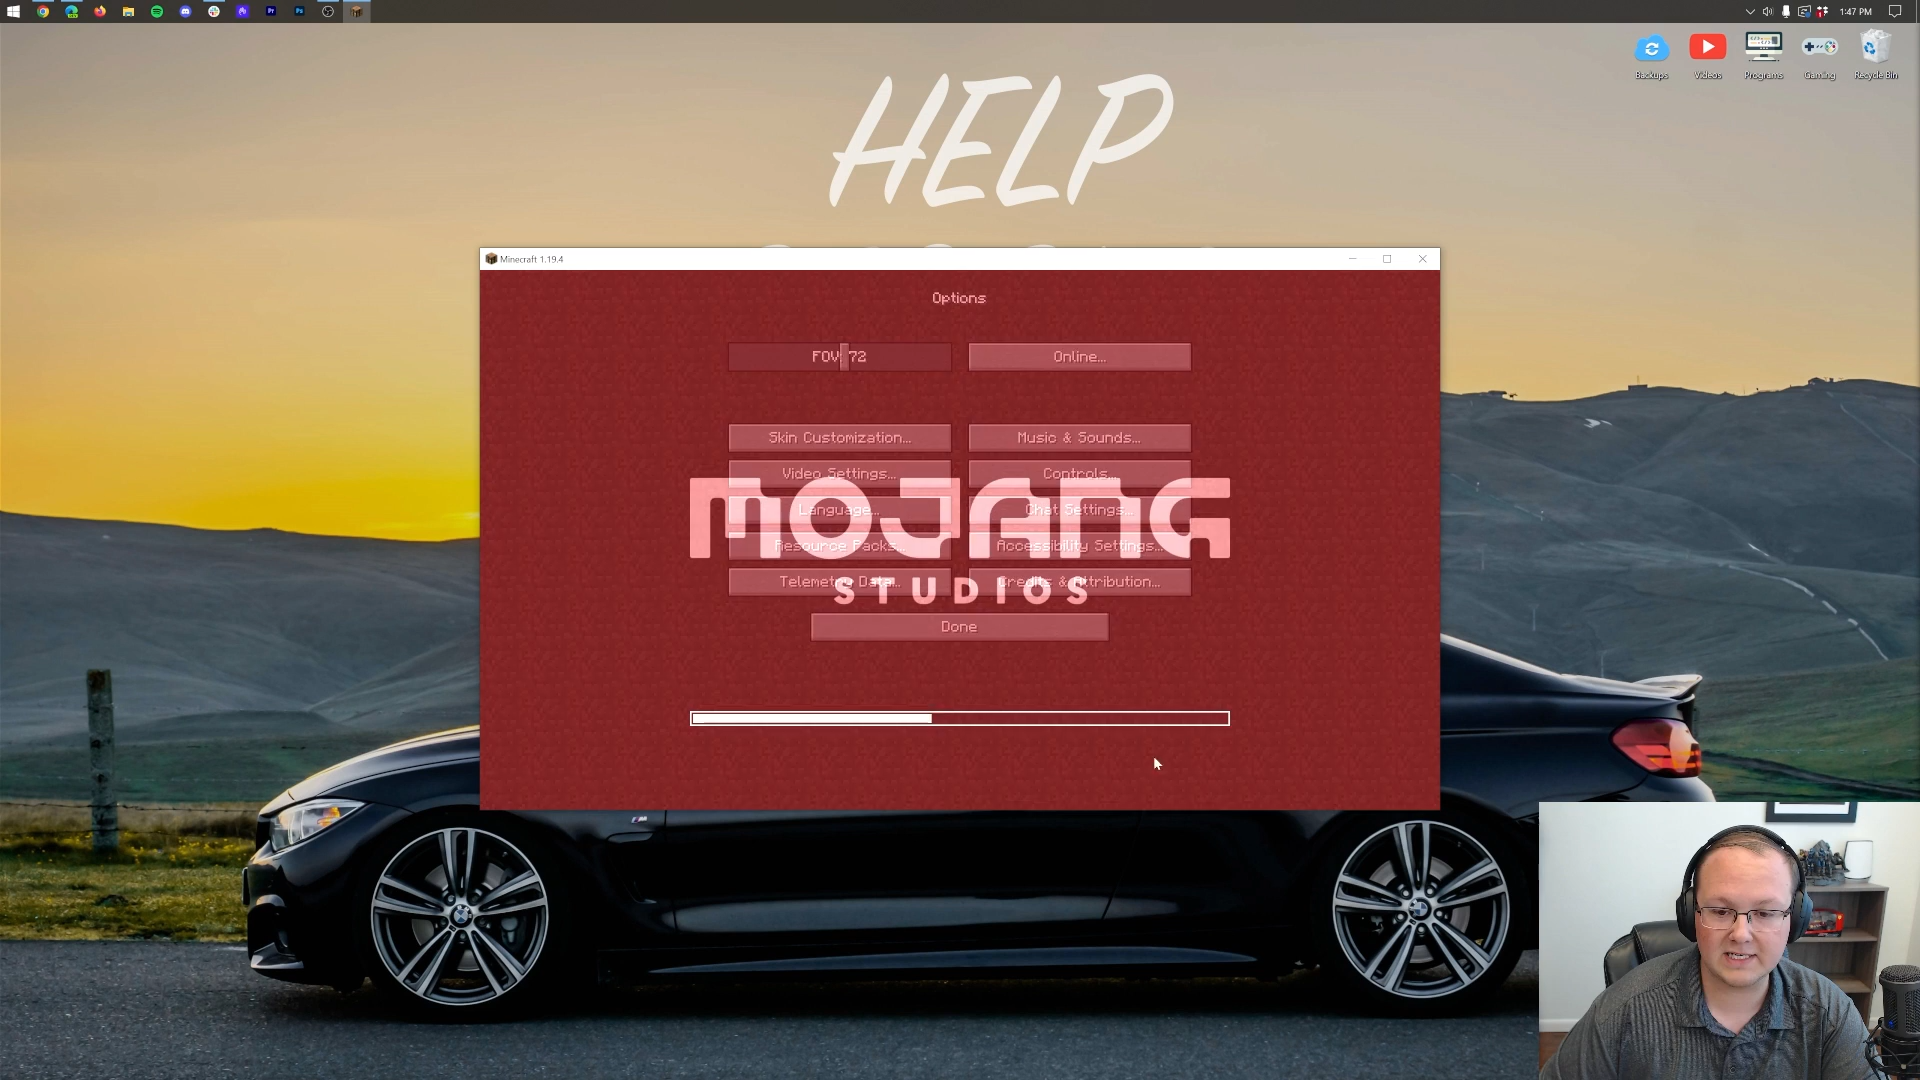 1:47 PM
Backups
Videos
Programs
Gaming
Recycle Bin
HELP
Minecraft 1.19.4
Options
FOV: 72
Online...
Skin Customization...
Music & Sounds...
Video Settings...
Controls...
MOJANG
Language...
Chat Settings...
Resource Packs...
Accessibility Settings...
Telemetry Data...
Credits & Attribution...
STUDIOS
Done